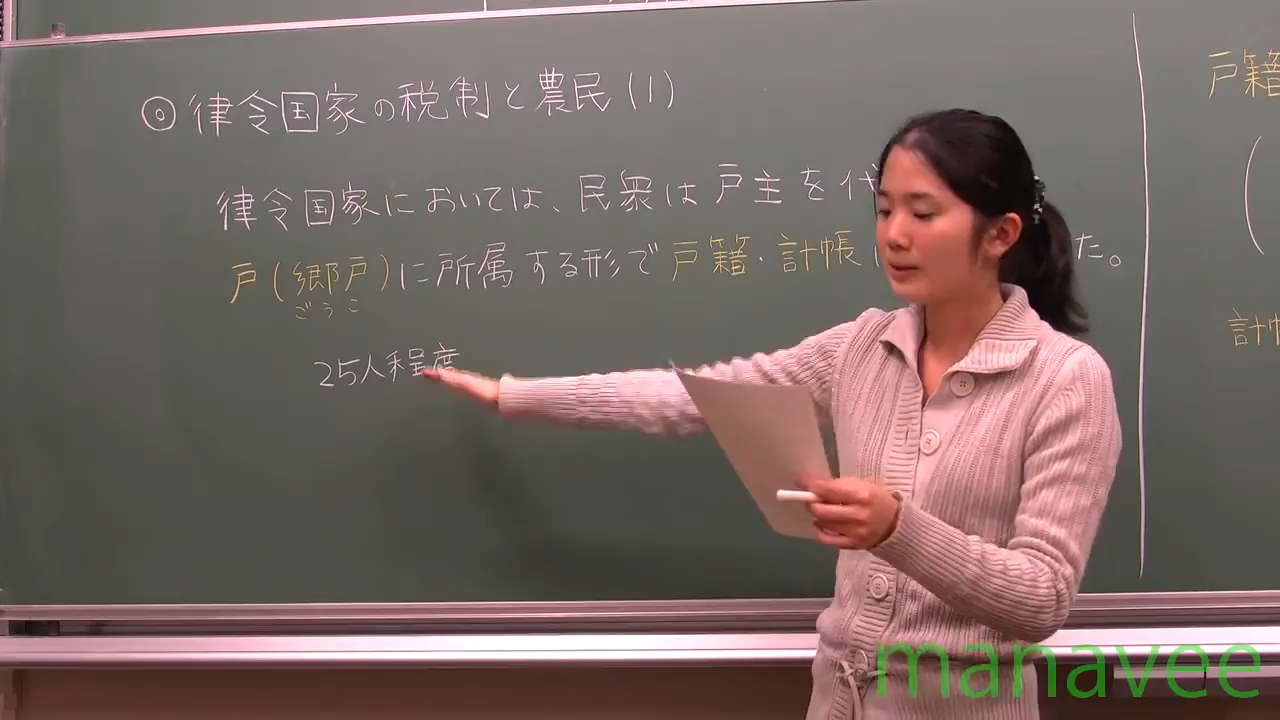 ◎律令国家の税制と農民(1)
律令国家においては、民衆は戸主を代
戸(郷戸)に所属する形で戸籍・計帳
ごうこ
た。
25人程度
戸籍
(
計帳
manavee